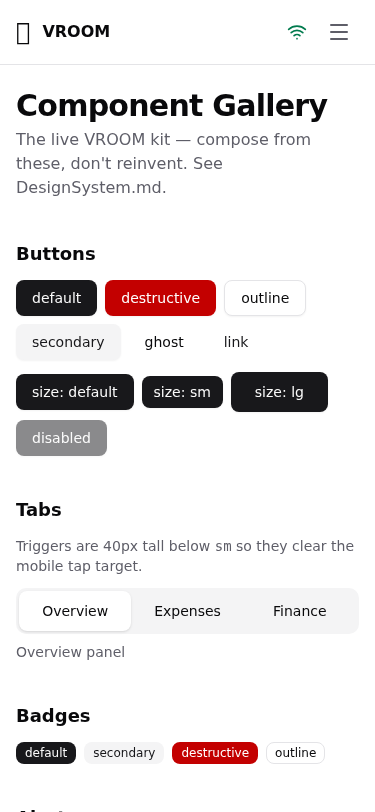 VROOM
Component Gallery
The live VROOM kit — compose from
these, don't reinvent. See
DesignSystem.md.
Buttons
default destructive outline
secondary ghost link
size: default size: sm size: lg
disabled
Tabs
Triggers are 40px tall below sm so they clear the
mobile tap target.
Overview Expenses Finance
Overview panel
Badges
default secondary destructive outline